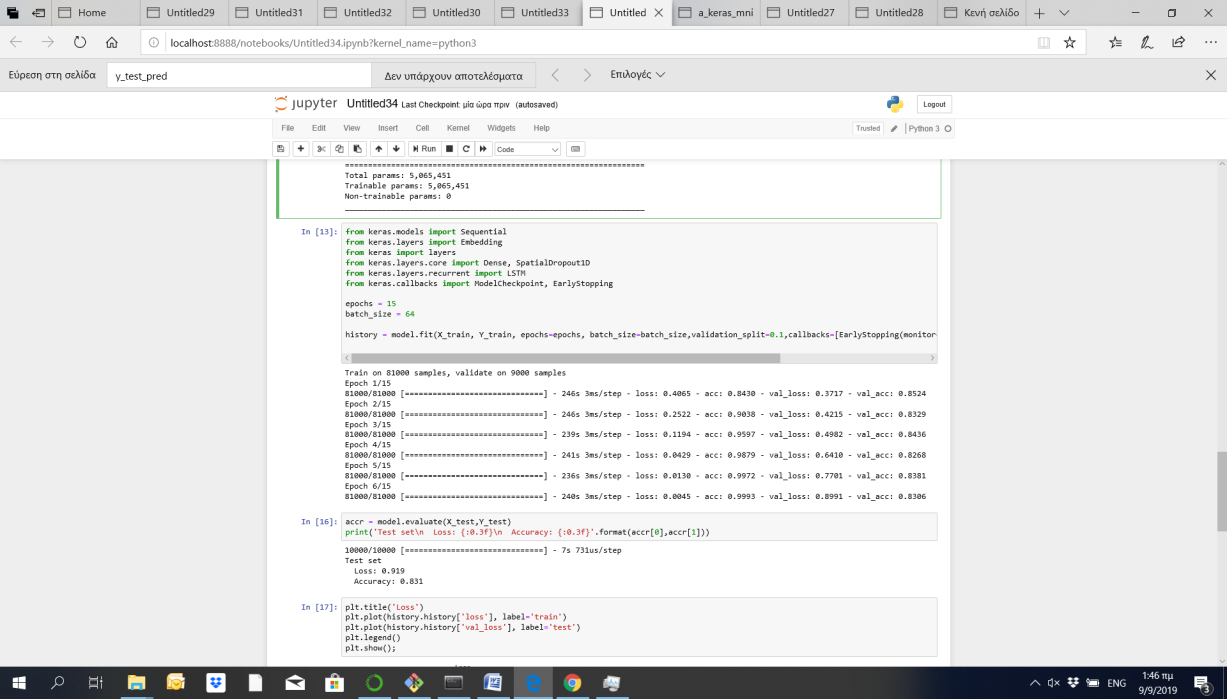 Home
Untitled29
Untitled31
Untitled32
Untitled30
Untitled33
Untitled
a_keras_mni
Untitled27
Untitled28
Κενή σελίδο
localhost:8888/notebooks/Untitled34.ipynb?kernel_name=python3
Εύρεση στη σελίδα
y_test_pred
Δεν υπάρχουν αποτελέσματα
Επιλογές
jupyter Untitled34 Last Checkpoint: μία ώρα πριν (autosaved)
Logout
File Edit View Insert Cell Kernel Widgets Help
Trusted
Python 3
Run
Code
=================================================================
Total params: 5,065,451
Trainable params: 5,065,451
Non-trainable params: 0
_________________________________________________________________
In [13]:
from keras.models import Sequential
from keras.layers import Embedding
from keras import layers
from keras.layers.core import Dense, SpatialDropout1D
from keras.layers.recurrent import LSTM
from keras.callbacks import ModelCheckpoint, EarlyStopping
epochs = 15
batch_size = 64
history = model.fit(X_train, Y_train, epochs=epochs, batch_size=batch_size,validation_split=0.1,callbacks=[EarlyStopping(monitor
Train on 81000 samples, validate on 9000 samples
Epoch 1/15
81000/81000 [==============================] - 246s 3ms/step - loss: 0.4065 - acc: 0.8430 - val_loss: 0.3717 - val_acc: 0.8524
Epoch 2/15
81000/81000 [==============================] - 246s 3ms/step - loss: 0.2522 - acc: 0.9038 - val_loss: 0.4215 - val_acc: 0.8329
Epoch 3/15
81000/81000 [==============================] - 239s 3ms/step - loss: 0.1194 - acc: 0.9597 - val_loss: 0.4982 - val_acc: 0.8436
Epoch 4/15
81000/81000 [==============================] - 241s 3ms/step - loss: 0.0429 - acc: 0.9879 - val_loss: 0.6410 - val_acc: 0.8268
Epoch 5/15
81000/81000 [==============================] - 236s 3ms/step - loss: 0.0130 - acc: 0.9972 - val_loss: 0.7701 - val_acc: 0.8381
Epoch 6/15
81000/81000 [==============================] - 240s 3ms/step - loss: 0.0045 - acc: 0.9993 - val_loss: 0.8991 - val_acc: 0.8306
In [16]:
accr = model.evaluate(X_test,Y_test)
print('Test set\n  Loss: {:0.3f}\n  Accuracy: {:0.3f}'.format(accr[0],accr[1]))
10000/10000 [==============================] - 7s 731us/step
Test set
  Loss: 0.919
  Accuracy: 0.831
In [17]:
plt.title('Loss')
plt.plot(history.history['loss'], label='train')
plt.plot(history.history['val_loss'], label='test')
plt.legend()
plt.show();
ENG
1:46 πμ
9/9/2019
3